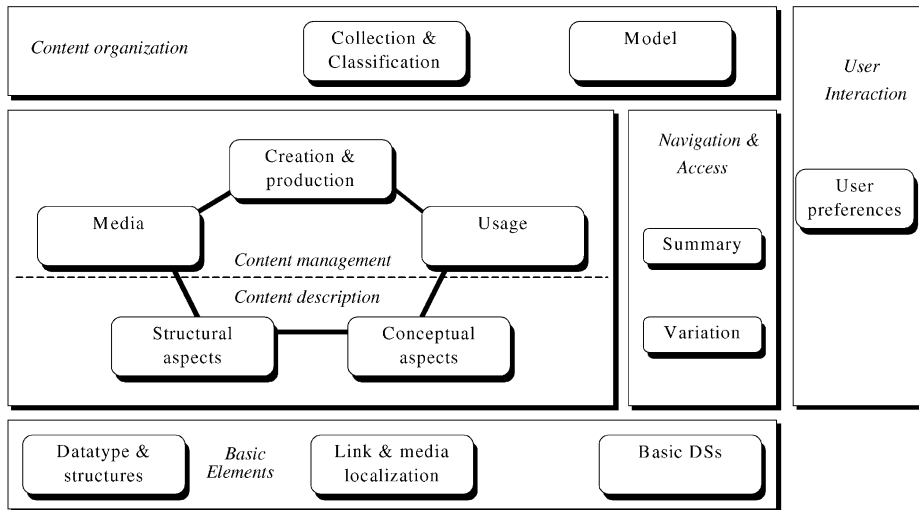 Content organization
Collection &
Classification
Model
User
Interaction
User
preferences
Creation &
production
Media
Usage
Content management
Content description
Structural
aspects
Conceptual
aspects
Navigation &
Access
Summary
Variation
Datatype &
structures
Basic
Elements
Link & media
localization
Basic DSs